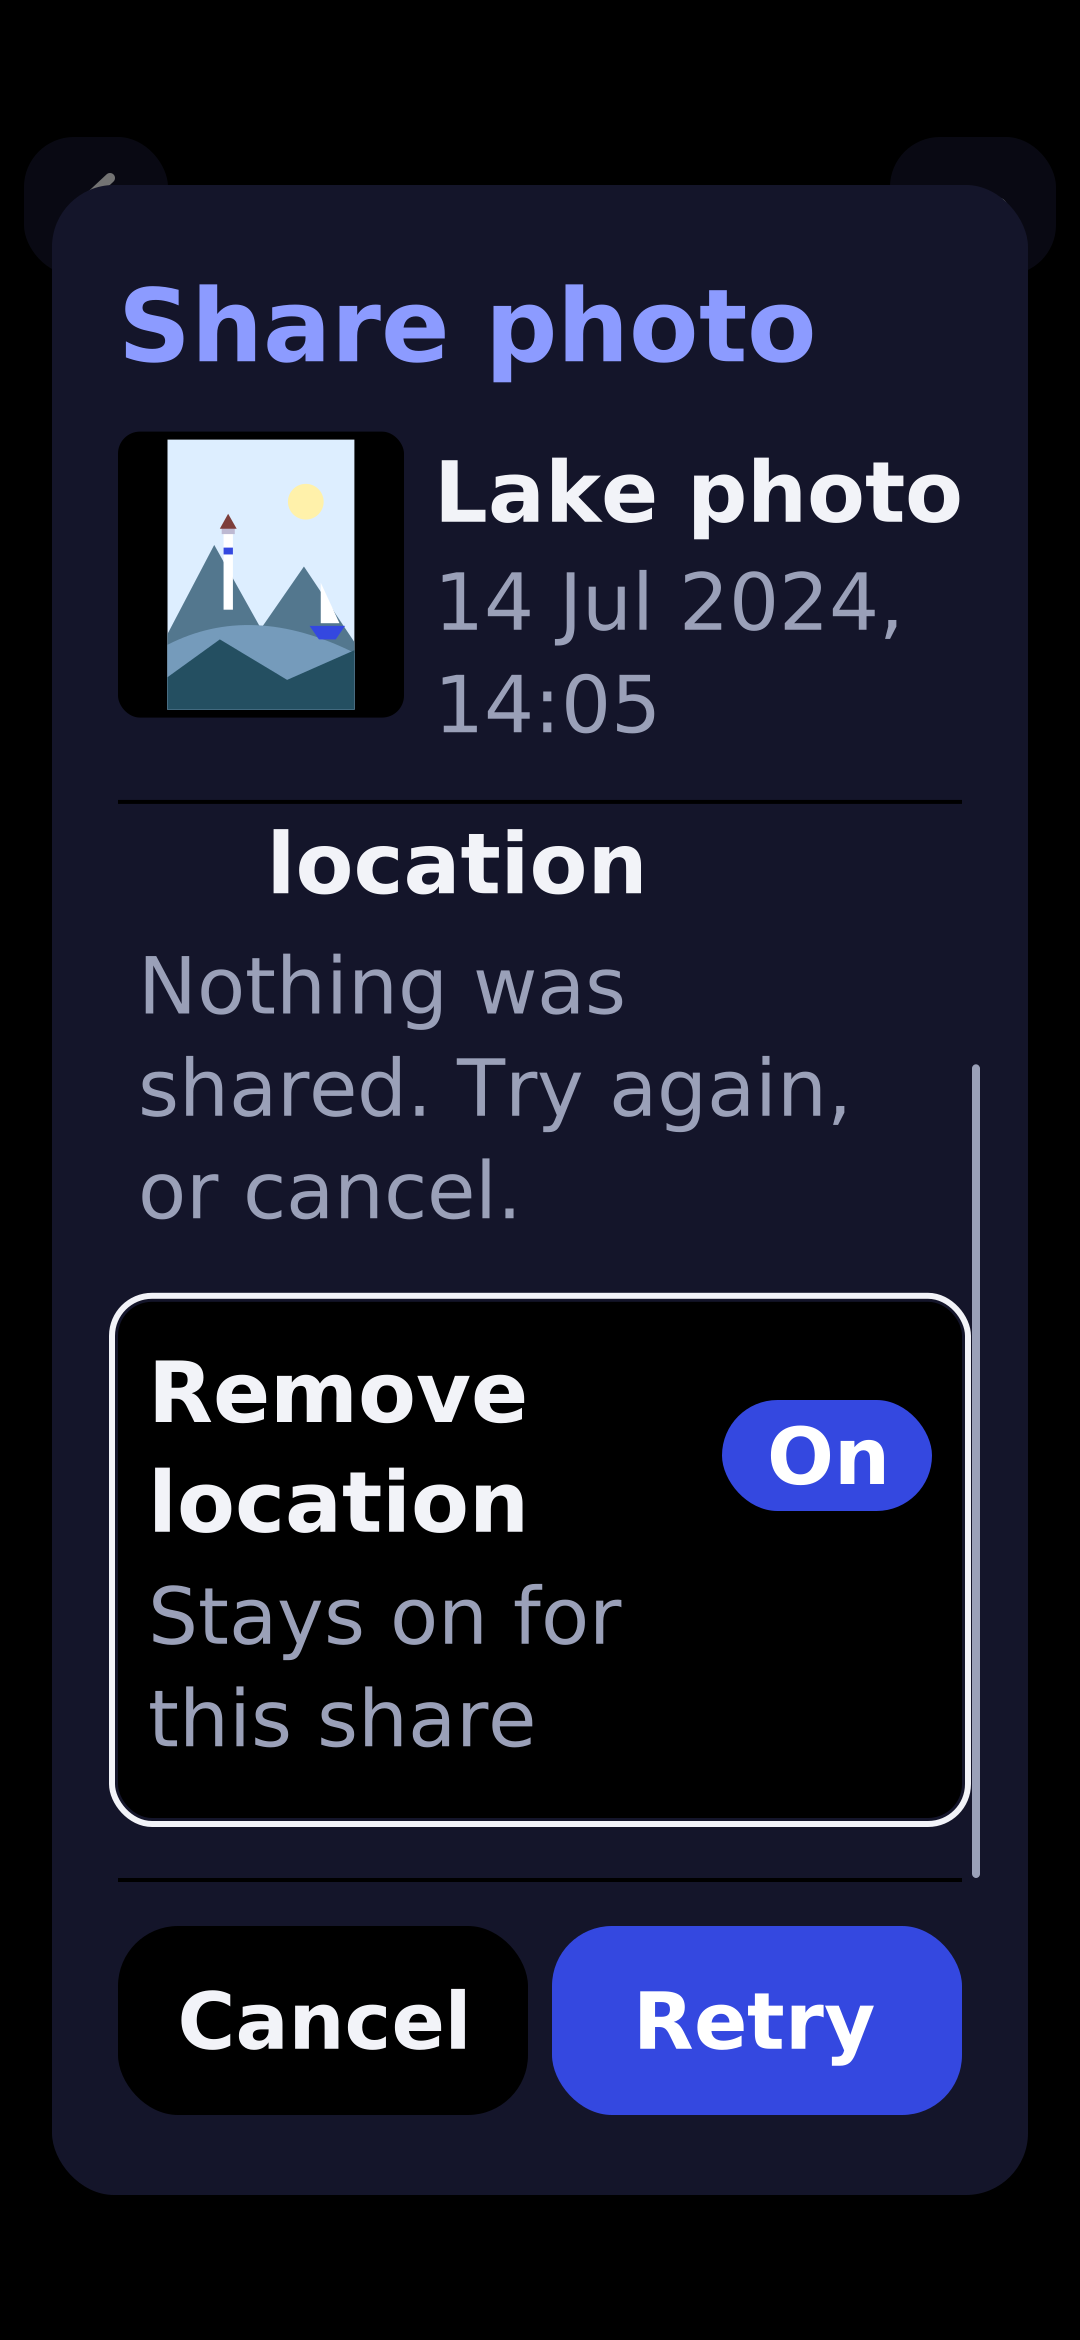 Share photo
Lake photo
14 Jul 2024,
14:05
location
Nothing was
shared. Try again,
or cancel.
Remove
location
On
Stays on for
this share
Cancel
Retry